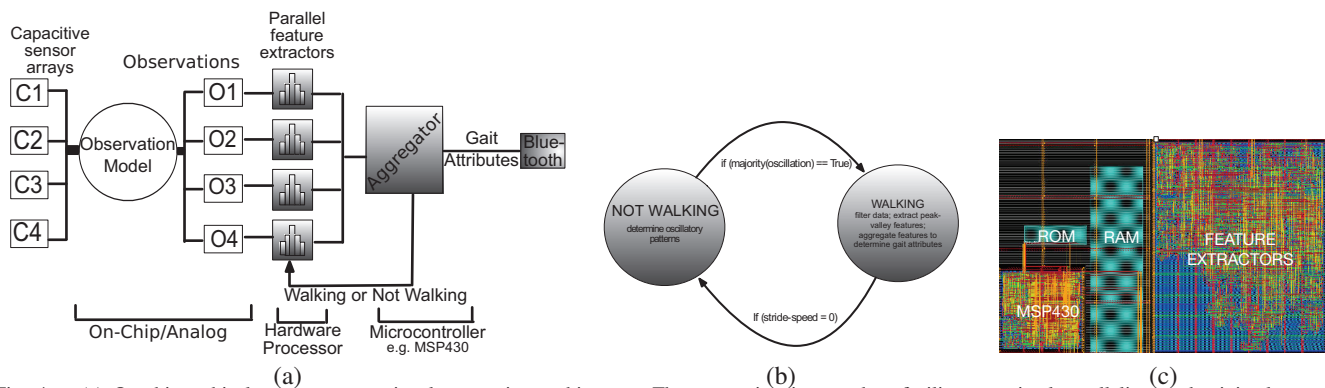 Capacitive
sensor
arrays
C1
C2
C3
C4
Observation
Model
Observations
O1
O2
O3
O4
Parallel
feature
extractors
Aggregator
Gait
Attributes
Blue-
tooth
Walking or Not Walking
On-Chip/Analog
Hardware
Processor
Microcontroller
e.g. MSP430
(a)
if (majority(oscillation) == True)
NOT WALKING
determine oscillatory
patterns
WALKING
filter data; extract peak-
valley features;
aggregate features to
determine gait attributes
If (stride-speed = 0)
(b)
ROM
RAM
FEATURE
EXTRACTORS
MSP430
(c)